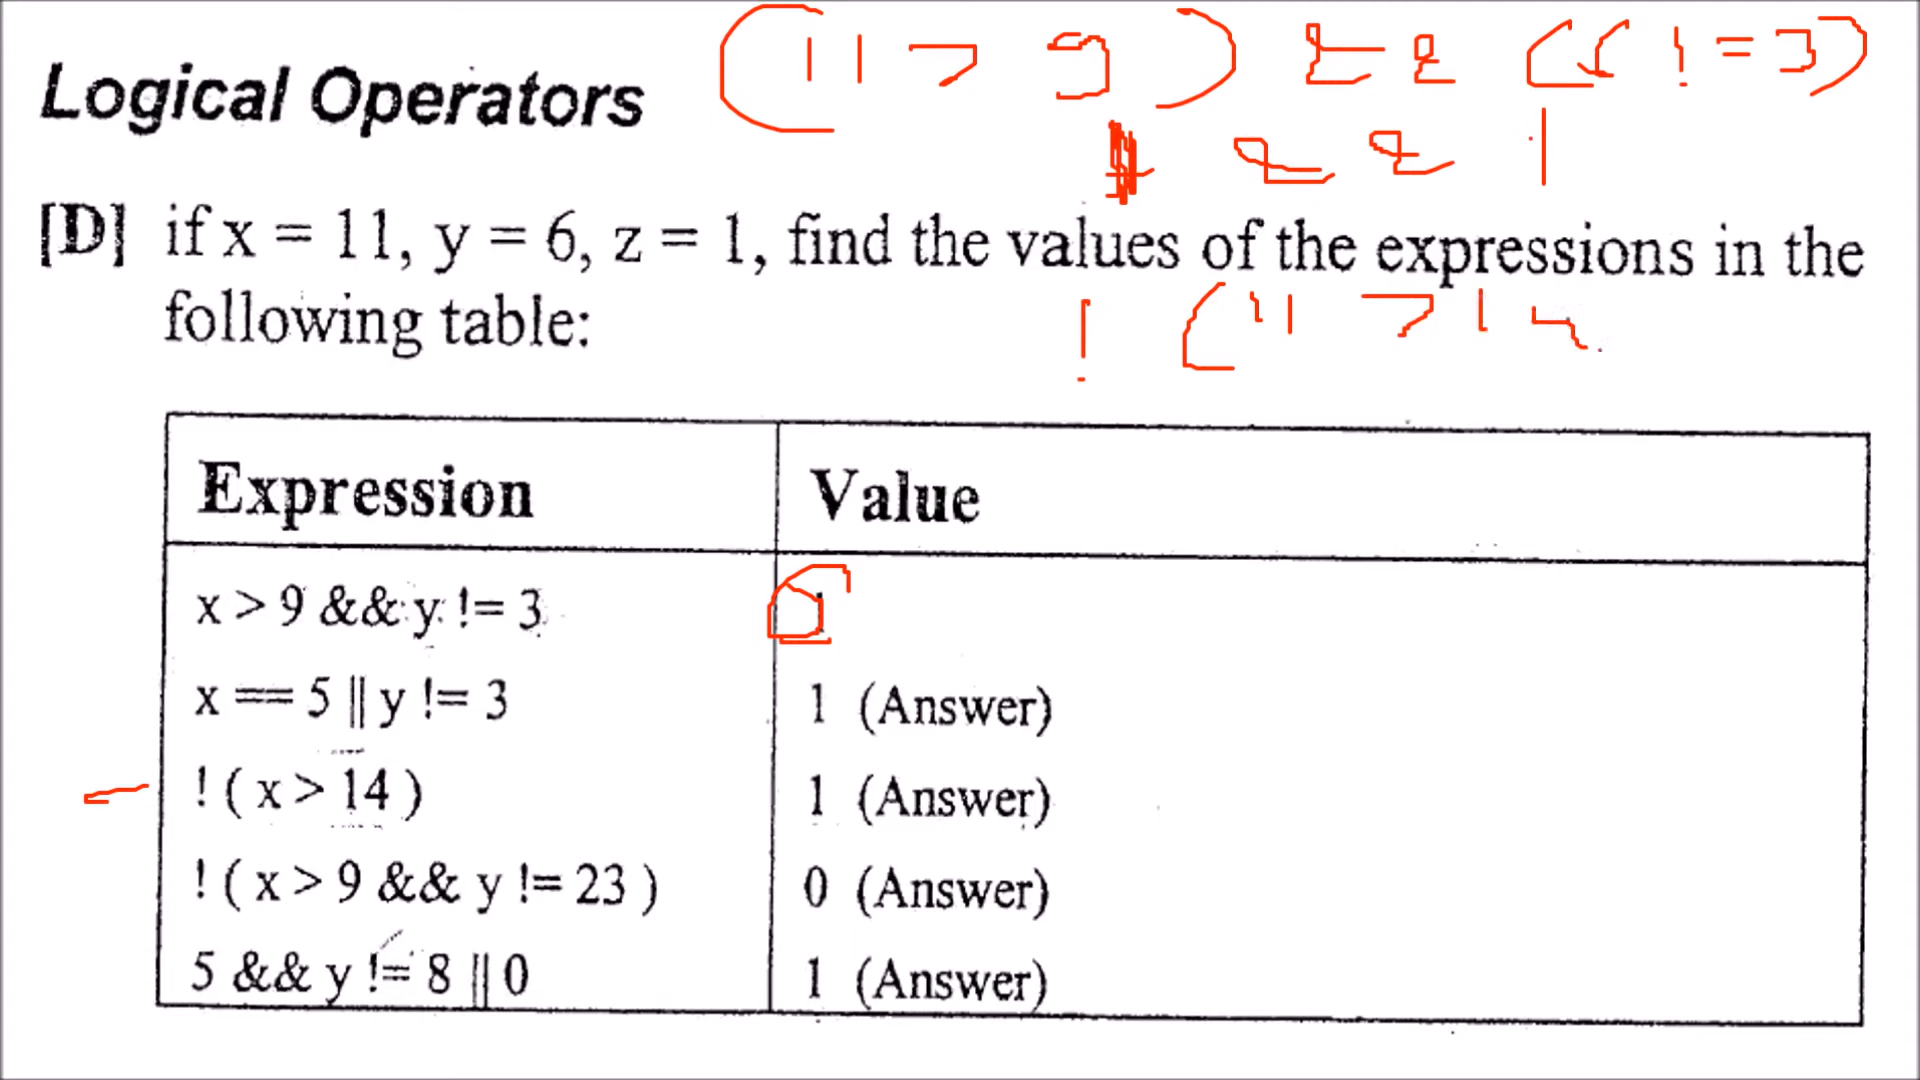 (11 > 9) && (6 != 3)
Logical Operators
1 && 1
[D] if x = 11, y = 6, z = 1, find the values of the expressions in the
following table:
! (11 > 14
Expression Value
x > 9 && y != 3 1
x == 5 || y != 3 1 (Answer)
! ( x > 14 ) 1 (Answer)
! ( x > 9 && y != 23 ) 0 (Answer)
5 && y != 8 || 0 1 (Answer)